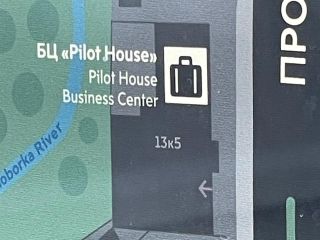 БЦ «Pilot House»
Pilot House
Business Center
13к5
oborka River
ПРО